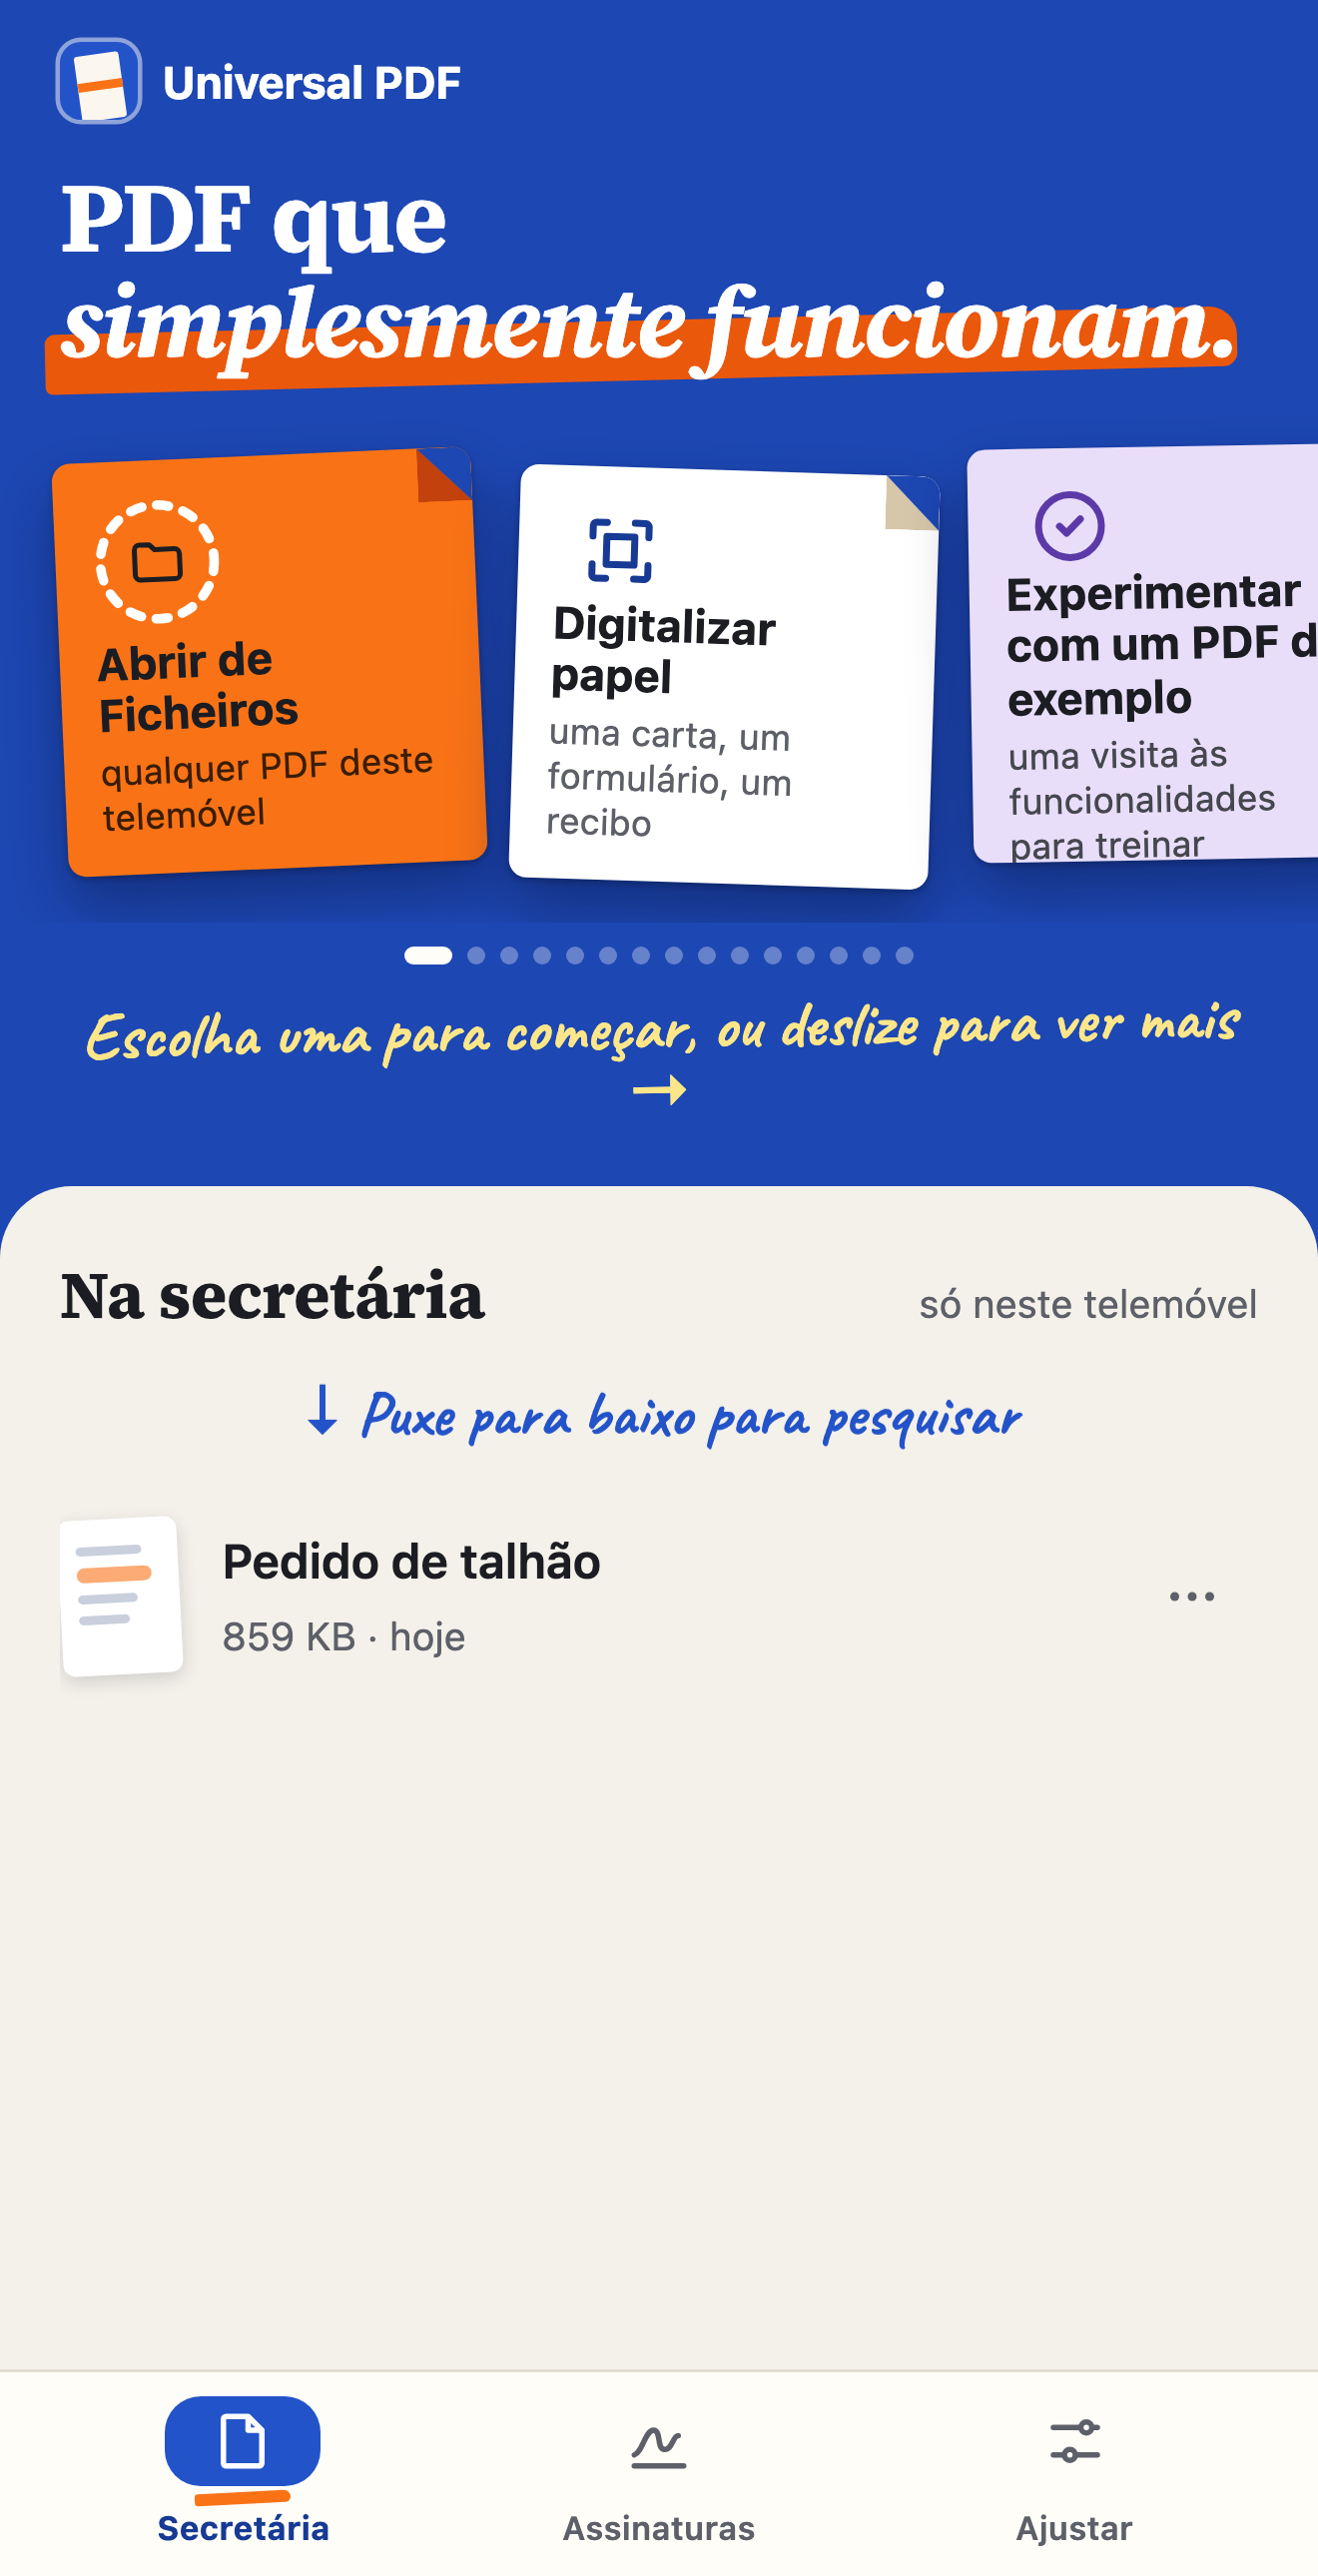 Universal PDF
PDF que
simplesmente funcionam.
Abrir de
Ficheiros
qualquer PDF deste
telemóvel
Digitalizar
papel
uma carta, um
formulário, um
recibo
Experimentar
com um PDF d
exemplo
uma visita às
funcionalidades
para treinar
Escolha uma para começar, ou deslize para ver mais
→
Na secretária
só neste telemóvel
↓ Puxe para baixo para pesquisar
Pedido de talhão
859 KB · hoje
Secretária
Assinaturas
Ajustar